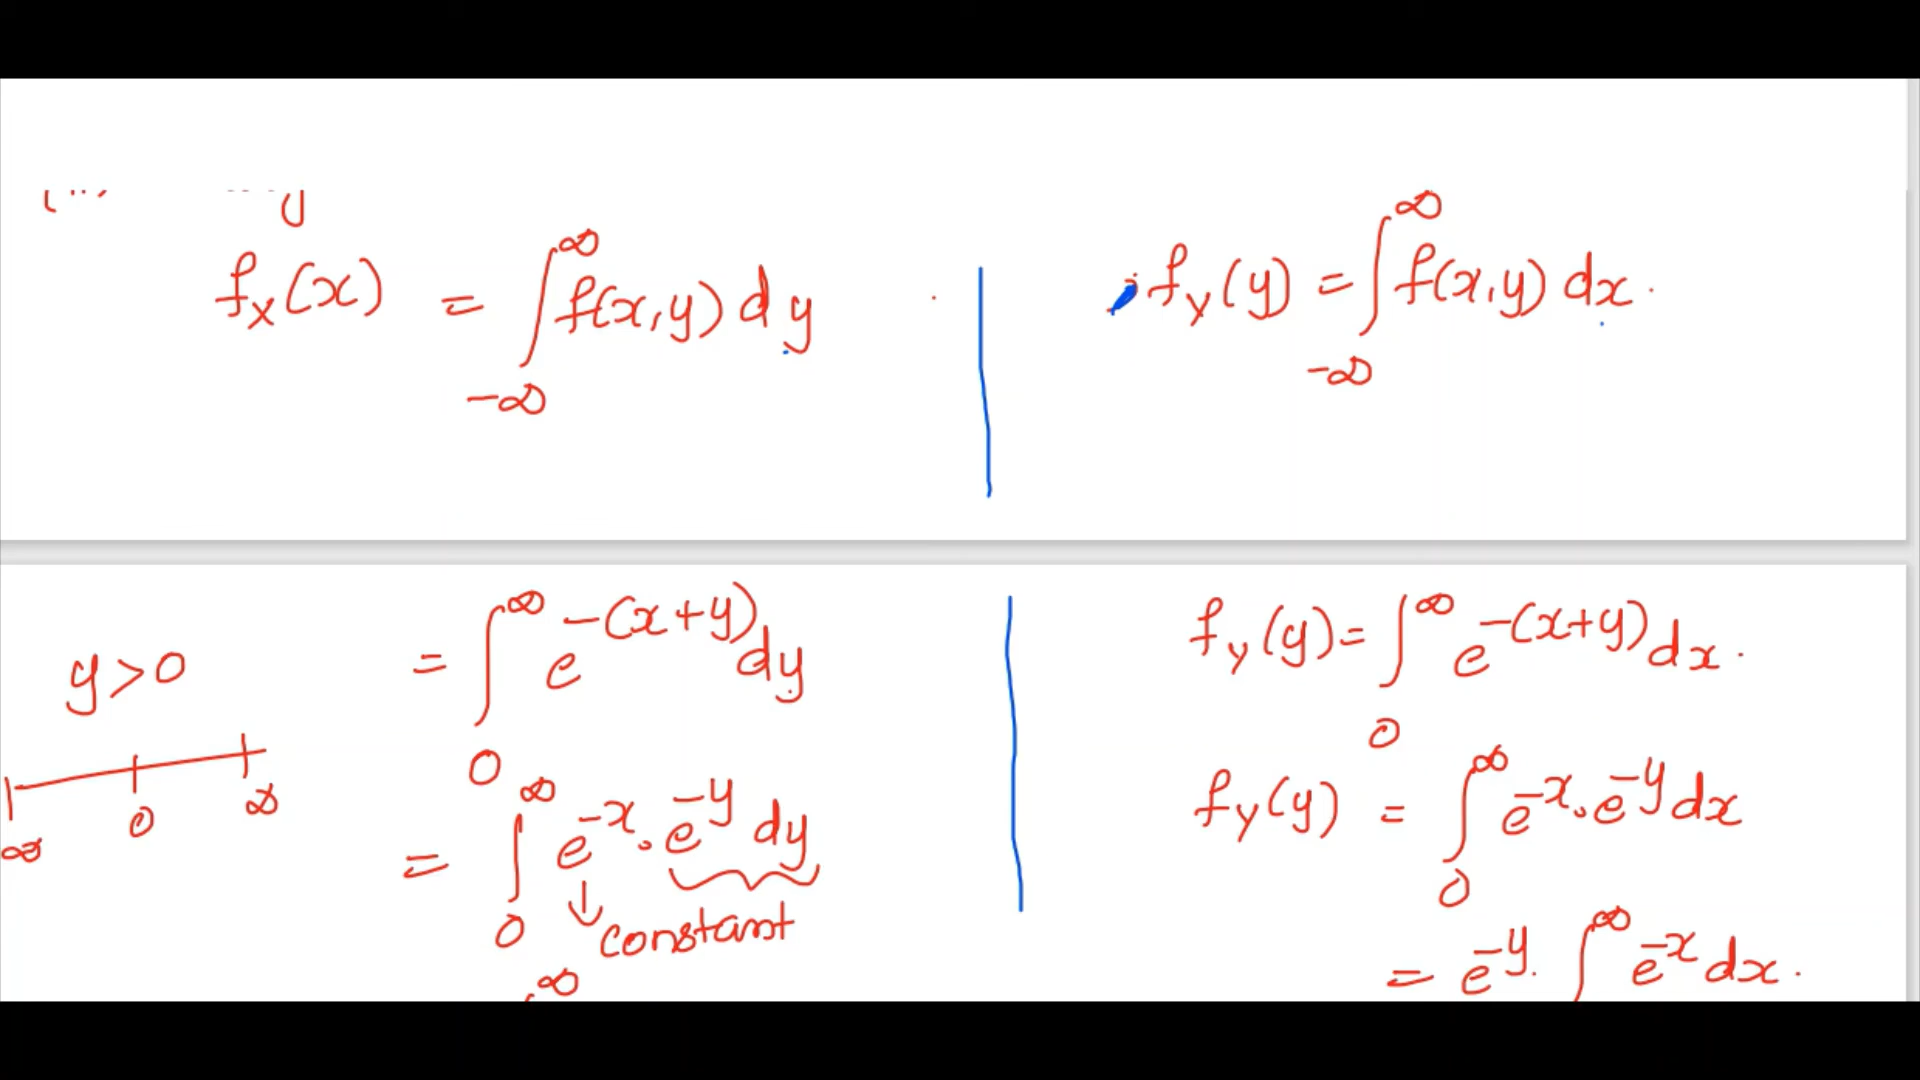 f_X(x) = ∫_{-∞}^{∞} f(x,y) dy
f_Y(y) = ∫_{-∞}^{∞} f(x,y) dx.
y>0
0 ∞
∞
= ∫_0^∞ e^{-(x+y)} dy
= ∫_0^∞ e^{-x}. e^{-y} dy
constant
∞
f_Y(y) = ∫_0^∞ e^{-(x+y)} dx.
f_Y(y) = ∫_0^∞ e^{-x}. e^{-y} dx
= e^{-y}. ∫^∞ e^{-x} dx.